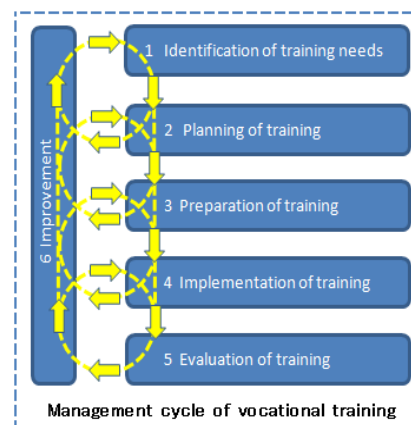 1 Identification of training needs
2 Planning of training
3 Preparation of training
4 Implementation of training
5 Evaluation of training
6 Improvement
Management cycle of vocational training